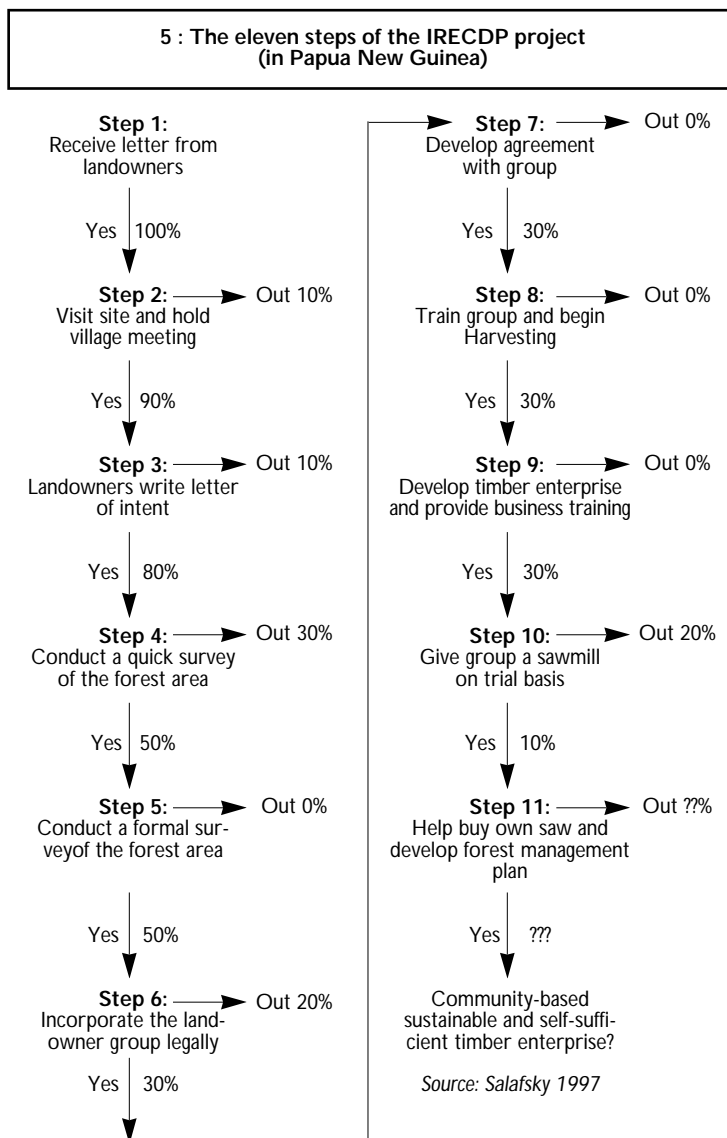 5 : The eleven steps of the IRECDP project
(in Papua New Guinea)
Step 1:
Receive letter from
landowners
Yes 100%
Step 2: Out 10%
Visit site and hold
village meeting
Yes 90%
Step 3: Out 10%
Landowners write letter
of intent
Yes 80%
Step 4: Out 30%
Conduct a quick survey
of the forest area
Yes 50%
Step 5: Out 0%
Conduct a formal sur-
veyof the forest area
Yes 50%
Step 6: Out 20%
Incorporate the land-
owner group legally
Yes 30%
Step 7: Out 0%
Develop agreement
with group
Yes 30%
Step 8: Out 0%
Train group and begin
Harvesting
Yes 30%
Step 9: Out 0%
Develop timber enterprise
and provide business training
Yes 30%
Step 10: Out 20%
Give group a sawmill
on trial basis
Yes 10%
Step 11: Out ??%
Help buy own saw and
develop forest management
plan
Yes ???
Community-based
sustainable and self-suffi-
cient timber enterprise?
Source: Salafsky 1997